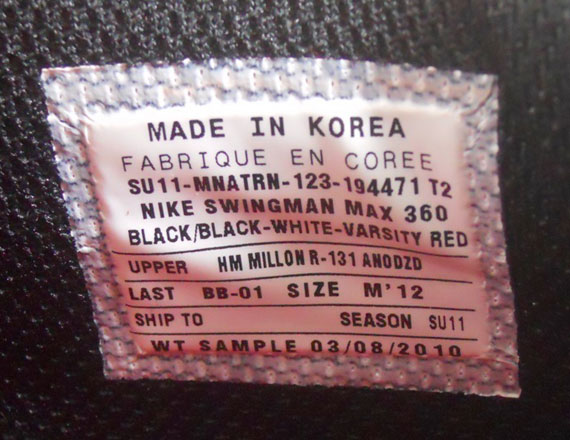 MADE IN KOREA
FABRIQUE EN COREE
SU11-MNATRN-123-194471 T2
NIKE SWINGMAN MAX 360
BLACK/BLACK-WHITE-VARSITY RED
UPPER HM MILLON R-131 ANODZD
LAST BB-01 SIZE M'12
SHIP TO SEASON SU11
WT SAMPLE 03/08/2010